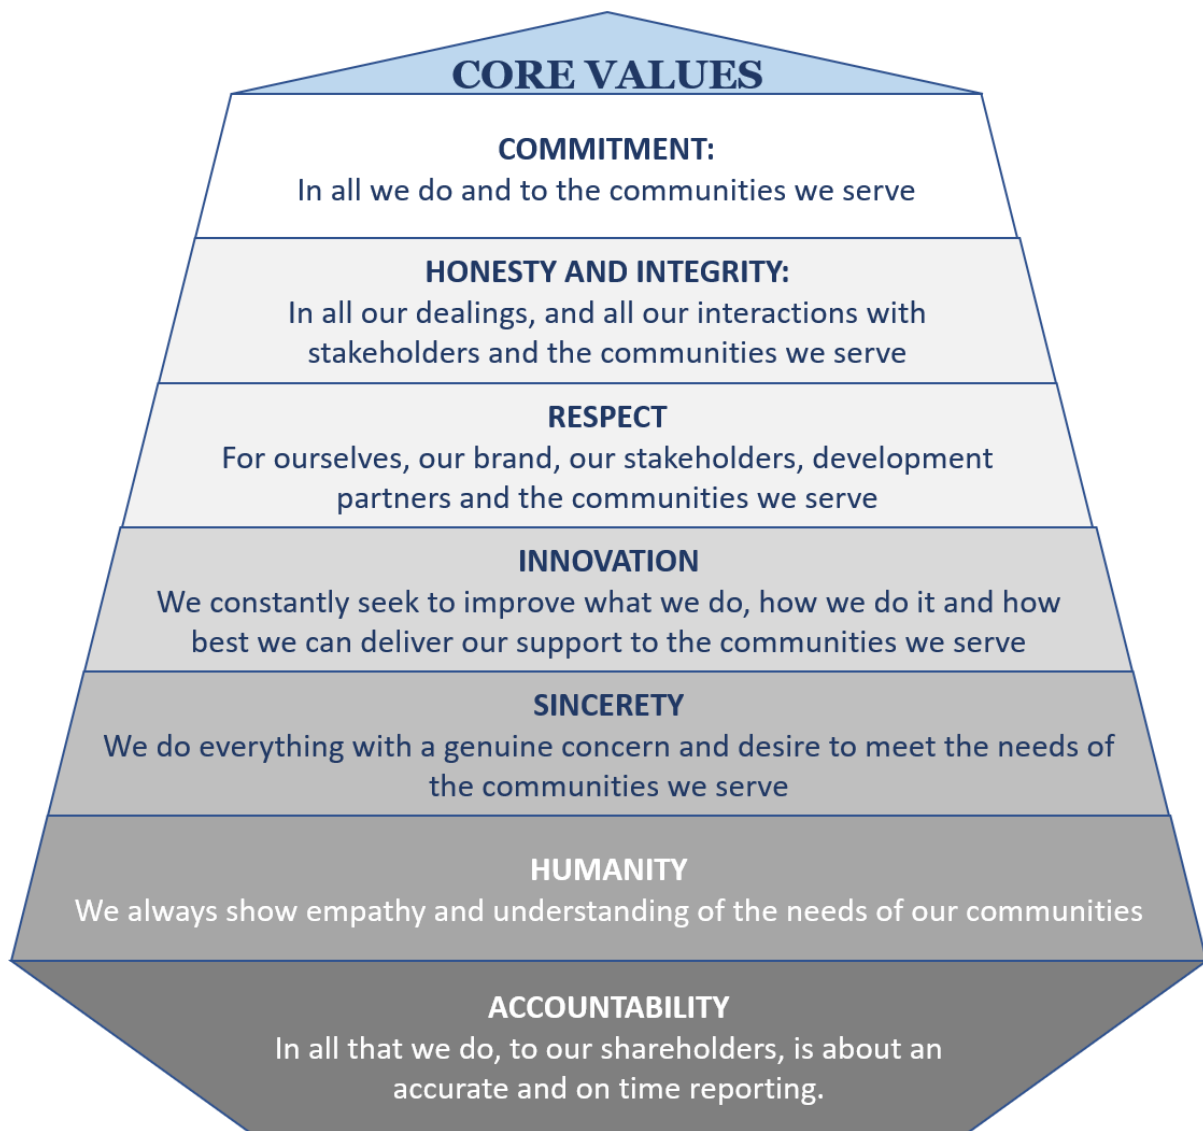 CORE VALUES
COMMITMENT:
In all we do and to the communities we serve
HONESTY AND INTEGRITY:
In all our dealings, and all our interactions with
stakeholders and the communities we serve
RESPECT
For ourselves, our brand, our stakeholders, development
partners and the communities we serve
INNOVATION
We constantly seek to improve what we do, how we do it and how
best we can deliver our support to the communities we serve
SINCERETY
We do everything with a genuine concern and desire to meet the needs of
the communities we serve
HUMANITY
We always show empathy and understanding of the needs of our communities
ACCOUNTABILITY
In all that we do, to our shareholders, is about an
accurate and on time reporting.